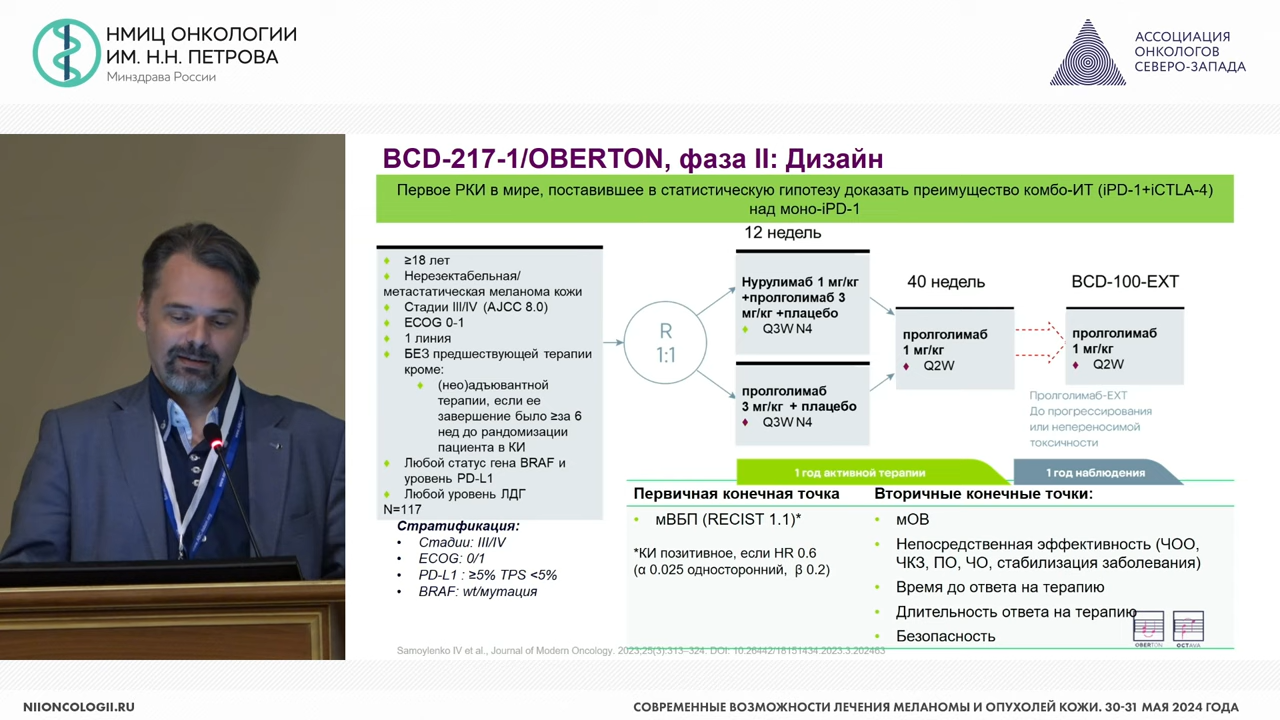 НМИЦ ОНКОЛОГИИ
ИМ. Н.Н. ПЕТРОВА
Минздрава России
АССОЦИАЦИЯ
ОНКОЛОГОВ
СЕВЕРО-ЗАПАДА
BCD-217-1/OBERTON, фаза II: Дизайн
Первое РКИ в мире, поставившее в статистическую гипотезу доказать преимущество комбо-ИТ (iPD-1+iCTLA-4)
над моно-iPD-1
≥18 лет
Нерезектабельная/
метастатическая меланома кожи
Стадии III/IV (AJCC 8.0)
ECOG 0-1
1 линия
БЕЗ предшествующей терапии
кроме:
(нео)адъювантной
терапии, если ее
завершение было ≥за 6
нед до рандомизации
пациента в КИ
Любой статус гена BRAF и
уровень PD-L1
Любой уровень ЛДГ
N=117
Стратификация:
• Стадии: III/IV
• ECOG: 0/1
• PD-L1 : ≥5% TPS <5%
• BRAF: wt/мутация
R
1:1
12 недель
Нурулимаб 1 мг/кг
+пролголимаб 3
мг/кг +плацебо
Q3W N4
пролголимаб
3 мг/кг + плацебо
Q3W N4
40 недель
пролголимаб
1 мг/кг
Q2W
BCD-100-EXT
пролголимаб
1 мг/кг
Q2W
Пролголимаб-EXT
До прогрессирования
или непереносимой
токсичности
1 год активной терапии
1 год наблюдения
Первичная конечная точка
• мВБП (RECIST 1.1)*
*КИ позитивное, если HR 0.6
(α 0.025 односторонний, β 0.2)
Вторичные конечные точки:
• мОВ
• Непосредственная эффективность (ЧОО,
ЧКЗ, ПО, ЧО, стабилизация заболевания)
• Время до ответа на терапию
• Длительность ответа на терапию
• Безопасность
OBERTON
OCTAVA
Samoylenko IV et al., Journal of Modern Oncology. 2023;25(3):313–324. DOI: 10.26442/18151434.2023.3.202463
NIIONCOLOGII.RU
СОВРЕМЕННЫЕ ВОЗМОЖНОСТИ ЛЕЧЕНИЯ МЕЛАНОМЫ И ОПУХОЛЕЙ КОЖИ. 30-31 МАЯ 2024 ГОДА